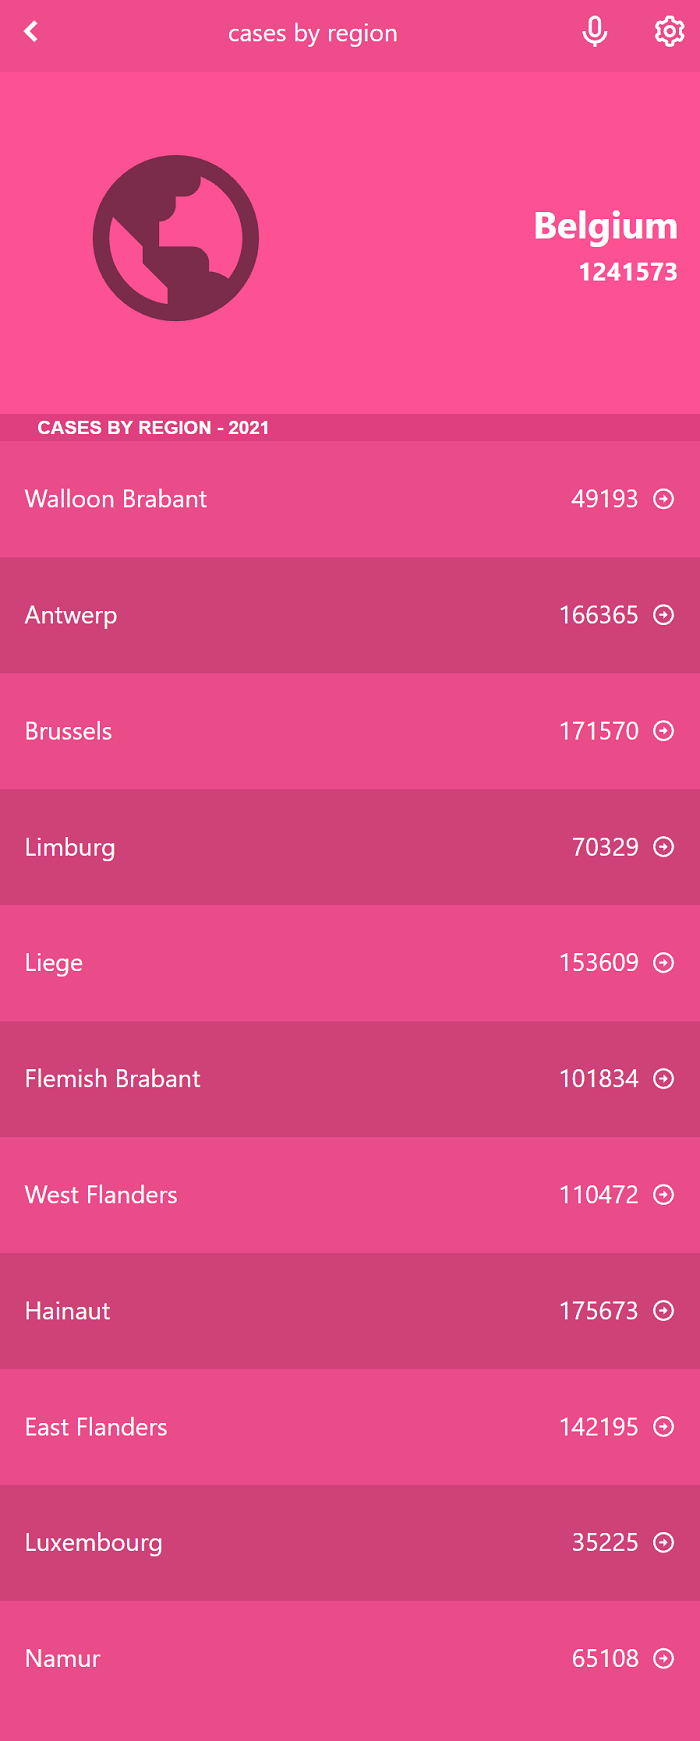 cases by region
Belgium
1241573
CASES BY REGION - 2021
Walloon Brabant 49193
Antwerp 166365
Brussels 171570
Limburg 70329
Liege 153609
Flemish Brabant 101834
West Flanders 110472
Hainaut 175673
East Flanders 142195
Luxembourg 35225
Namur 65108